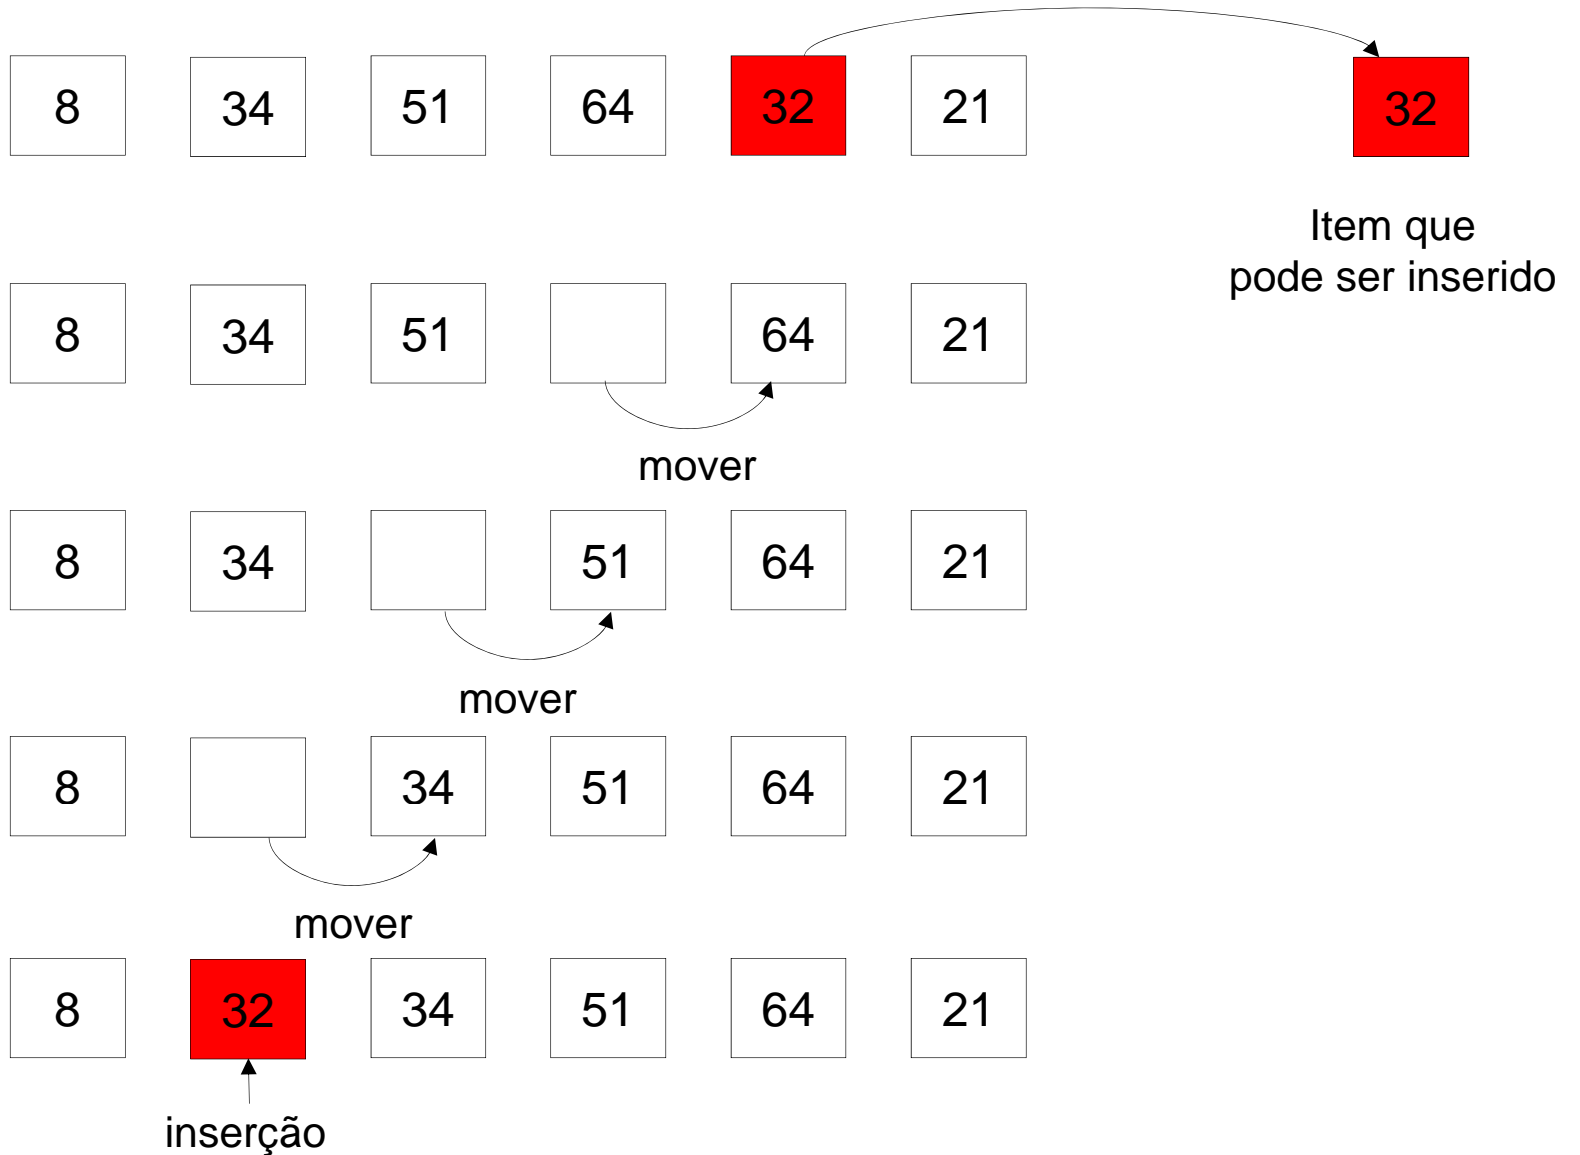 8 34 51 64 32 21 32
Item que
pode ser inserido
8 34 51 64 21
mover
8 34 51 64 21
mover
8 34 51 64 21
mover
8 32 34 51 64 21
inserção